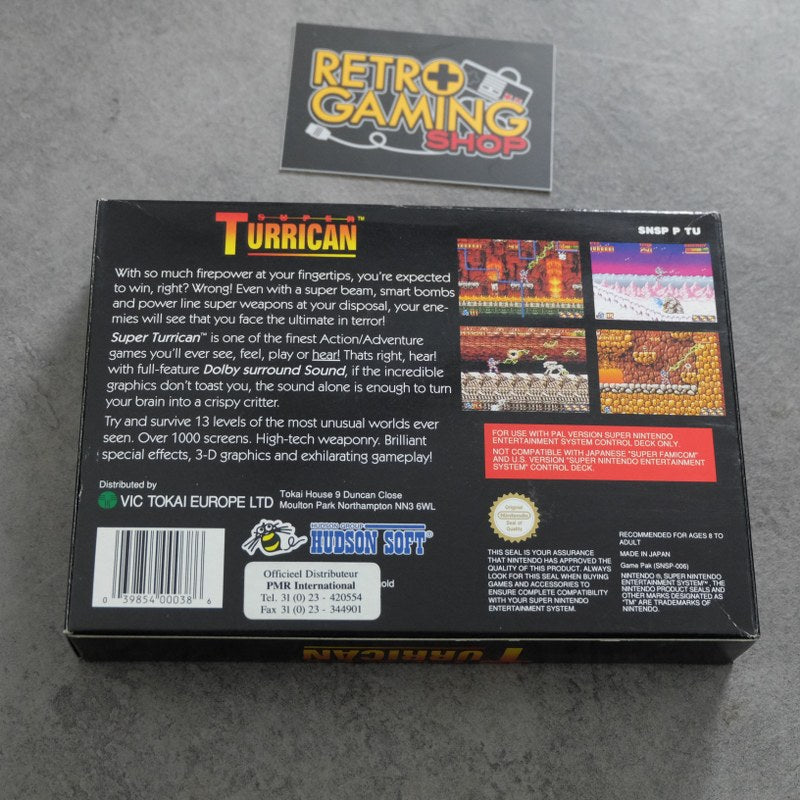 RETRO
GAMING
SHOP
SUPER
TURRICAN™
SNSP P TU
With so much firepower at your fingertips, you're expected
to win, right? Wrong! Even with a super beam, smart bombs
and power line super weapons at your disposal, your ene-
mies will see that you face the ultimate in terror!
Super Turrican™ is one of the finest Action/Adventure
games you'll ever see, feel, play or hear! Thats right, hear!
with full-feature Dolby surround Sound, if the incredible
graphics don't toast you, the sound alone is enough to turn
your brain into a crispy critter.
Try and survive 13 levels of the most unusual worlds ever
seen. Over 1000 screens. High-tech weaponry. Brilliant
special effects, 3-D graphics and exhilarating gameplay!
FOR USE WITH PAL VERSION SUPER NINTENDO
ENTERTAINMENT SYSTEM CONTROL DECK ONLY.
NOT COMPATIBLE WITH JAPANESE "SUPER FAMICOM"
AND U.S. VERSION "SUPER NINTENDO ENTERTAINMENT
SYSTEM" CONTROL DECK.
Distributed by
VIC TOKAI EUROPE LTD
Tokai House 9 Duncan Close
Moulton Park Northampton NN3 6WL
0 39854 00038 6
HUDSON GROUP
HUDSON SOFT®
Officieel Distributeur
PMR International
Tel. 31 (0) 23 - 420554
Fax 31 (0) 23 - 344901
old
Original
Nintendo
Seal of
Quality
THIS SEAL IS YOUR ASSURANCE
THAT NINTENDO HAS APPROVED THE
QUALITY OF THIS PRODUCT. ALWAYS
LOOK FOR THIS SEAL WHEN BUYING
GAMES AND ACCESSORIES TO
ENSURE COMPLETE COMPATIBILITY
WITH YOUR SUPER NINTENDO
ENTERTAINMENT SYSTEM.
RECOMMENDED FOR AGES 8 TO
ADULT
MADE IN JAPAN
Game Pak (SNSP-006)
NINTENDO ®, SUPER NINTENDO
ENTERTAINMENT SYSTEM™, THE
NINTENDO PRODUCT SEALS AND
OTHER MARKS DESIGNATED AS
"TM" ARE TRADEMARKS OF
NINTENDO.
TURRICAN